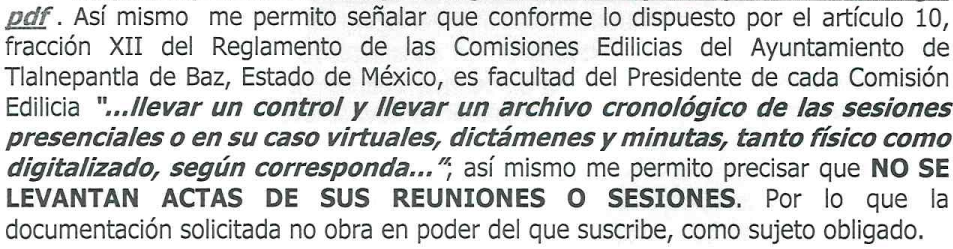 pdf . Así mismo me permito señalar que conforme lo dispuesto por el artículo 10,
fracción XII del Reglamento de las Comisiones Edilicias del Ayuntamiento de
Tlalnepantla de Baz, Estado de México, es facultad del Presidente de cada Comisión
Edilicia "...llevar un control y llevar un archivo cronológico de las sesiones
presenciales o en su caso virtuales, dictámenes y minutas, tanto físico como
digitalizado, según corresponda..."; así mismo me permito precisar que NO SE
LEVANTAN ACTAS DE SUS REUNIONES O SESIONES. Por lo que la
documentación solicitada no obra en poder del que suscribe, como sujeto obligado.